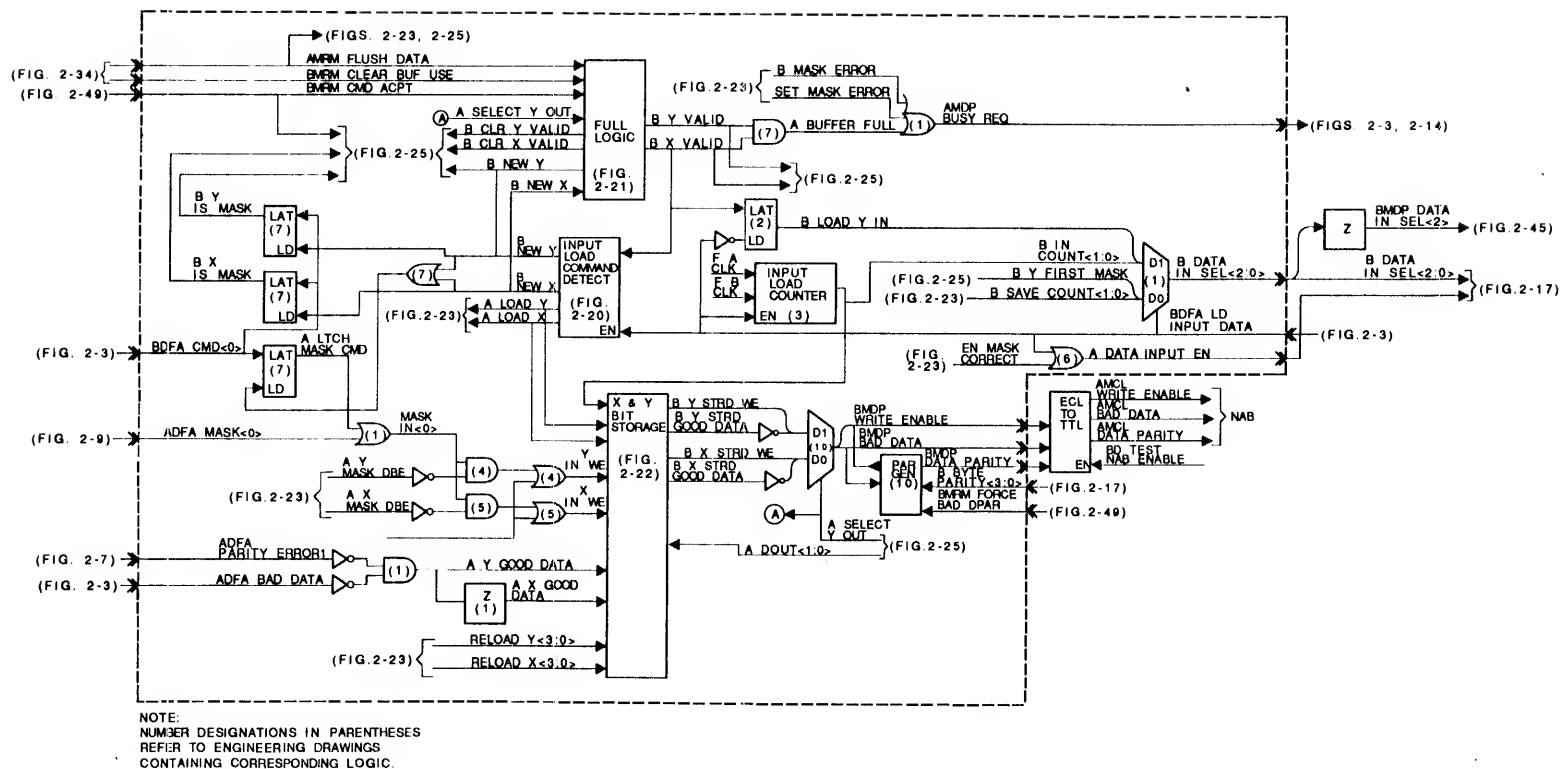 (FIGS. 2-23, 2-25)
(FIG. 2-34)
AMRM FLUSH DATA
BMRM CLEAR BUF USE
(FIG. 2-49)
BMRM CMD ACPT
A
A SELECT Y OUT
B CLR Y VALID
B CLR X VALID
(FIG.2-25)
B NEW Y
B NEW X
FULL
LOGIC
(FIG.
2-21)
B Y VALID
B X VALID
(7)
A BUFFER FULL
(FIG.2-23)
B MASK ERROR
SET MASK ERROR
(1)
AMDP
BUSY REQ
(FIGS. 2-3, 2-14)
(FIG.2-25)
B Y
IS MASK
LAT
(7)
LD
B X
IS MASK
LAT
(7)
LD
(7)
B
NEW Y
B
NEW X
A LOAD Y
A LOAD X
(FIG.2-23)
INPUT
LOAD
COMMAND
DETECT
(FIG.
2-20)
EN
LAT
(2)
LD
B LOAD Y IN
F A
CLK
F B
CLK
INPUT
LOAD
COUNTER
EN (3)
B IN
COUNT<1:0>
(FIG.2-25)
B Y FIRST MASK
(FIG.2-23)
B SAVE COUNT<1:0>
D1
(1)
D0
B DATA
IN SEL<2:0>
Z
BMDP DATA
IN SEL<2>
(FIG.2-45)
B DATA
IN SEL<2:0>
(FIG.2-17)
BDFA LD
INPUT DATA
(FIG.2-3)
(FIG.
2-23)
EN MASK
CORRECT
(6)
A DATA INPUT EN
(FIG. 2-3)
BDFA CMD<0>
LAT
(7)
LD
A LTCH
MASK CMD
(FIG. 2-9)
ADFA MASK<0>
(1)
MASK
IN<0>
(FIG.2-23)
A Y
MASK DBE
A X
MASK DBE
(4)
(5)
(4)
(5)
Y
IN WE
X
IN WE
(FIG. 2-7)
ADFA
PARITY ERROR1
(FIG. 2-3)
ADFA BAD DATA
(1)
A Y GOOD DATA
Z
(1)
A X GOOD
DATA
(FIG.2-23)
RELOAD Y<3:0>
RELOAD X<3:0>
X & Y
BIT
STORAGE
(FIG.
2-22)
B Y STRD WE
B Y STRD
GOOD DATA
B X STRD WE
B X STRD
GOOD DATA
D1
(10)
D0
A
A SELECT
Y OUT
A DOUT<1:0>
(FIG.2-25)
BMDP
WRITE ENABLE
BMDP
BAD DATA
PAR
GEN
(10)
BMDP
DATA PARITY
B BYTE
PARITY<3:0>
(FIG.2-17)
BMRM FORCE
BAD DPAR
(FIG.2-49)
ECL
TO
TTL
EN
AMCL
WRITE ENABLE
AMCL
BAD DATA
AMCL
DATA PARITY
BD TEST
NAB ENABLE
NAB
NOTE:
NUMBER DESIGNATIONS IN PARENTHESES
REFER TO ENGINEERING DRAWINGS
CONTAINING CORRESPONDING LOGIC.